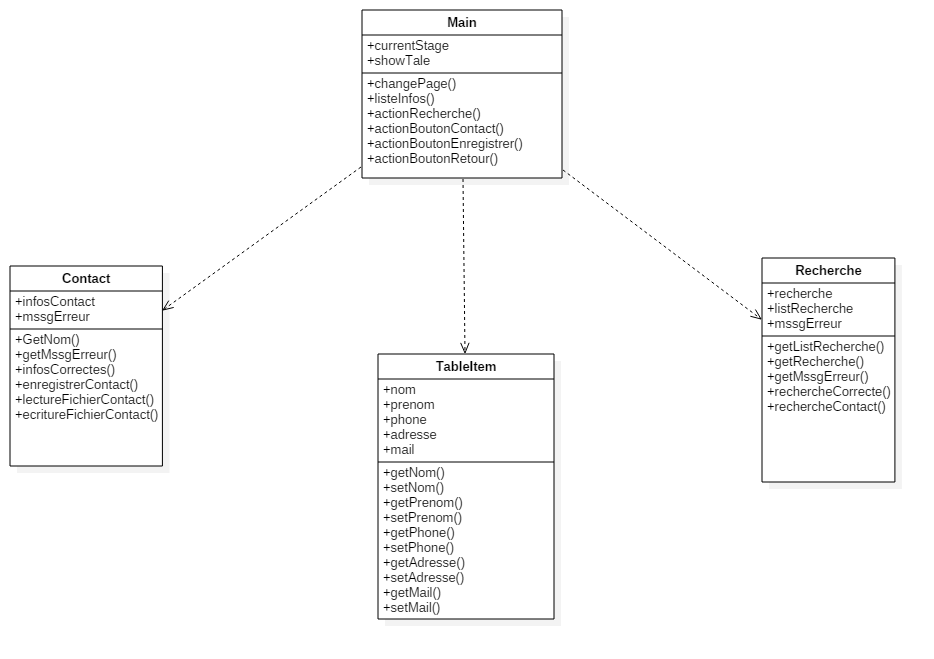 Main
+currentStage
+showTale
+changePage()
+listeInfos()
+actionRecherche()
+actionBoutonContact()
+actionBoutonEnregistrer()
+actionBoutonRetour()
Contact
+infosContact
+mssgErreur
+GetNom()
+getMssgErreur()
+infosCorrectes()
+enregistrerContact()
+lectureFichierContact()
+ecritureFichierContact()
TableItem
+nom
+prenom
+phone
+adresse
+mail
+getNom()
+setNom()
+getPrenom()
+setPrenom()
+getPhone()
+setPhone()
+getAdresse()
+setAdresse()
+getMail()
+setMail()
Recherche
+recherche
+listRecherche
+mssgErreur
+getListRecherche()
+getRecherche()
+getMssgErreur()
+rechercheCorrecte()
+rechercheContact()